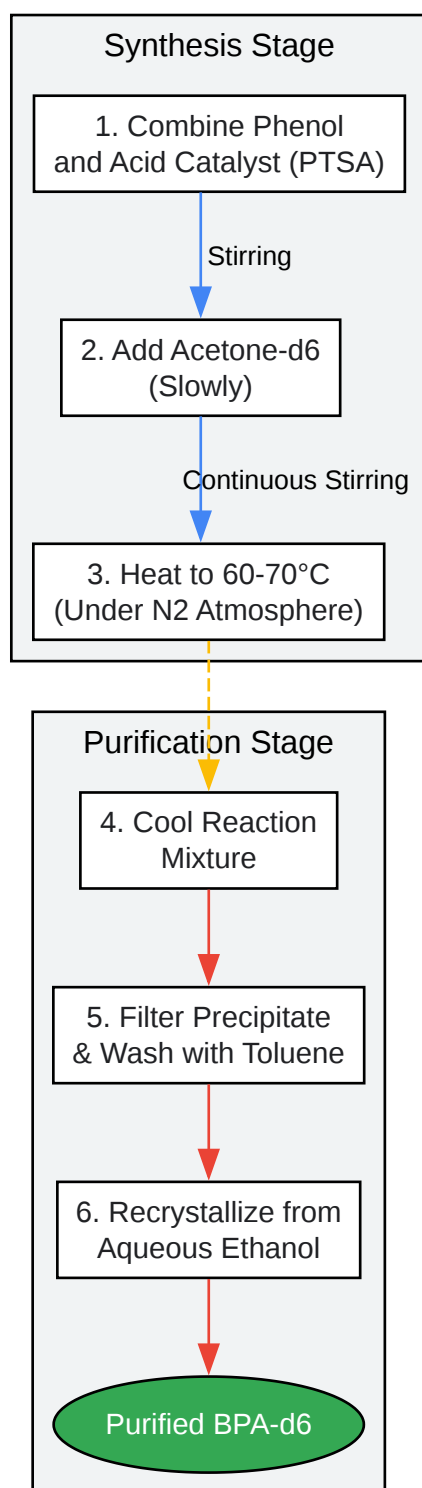 Synthesis Stage
1. Combine Phenol
and Acid Catalyst (PTSA)
Stirring
2. Add Acetone-d6
(Slowly)
Continuous Stirring
3. Heat to 60-70°C
(Under N2 Atmosphere)
Purification Stage
4. Cool Reaction
Mixture
5. Filter Precipitate
& Wash with Toluene
6. Recrystallize from
Aqueous Ethanol
Purified BPA-d6